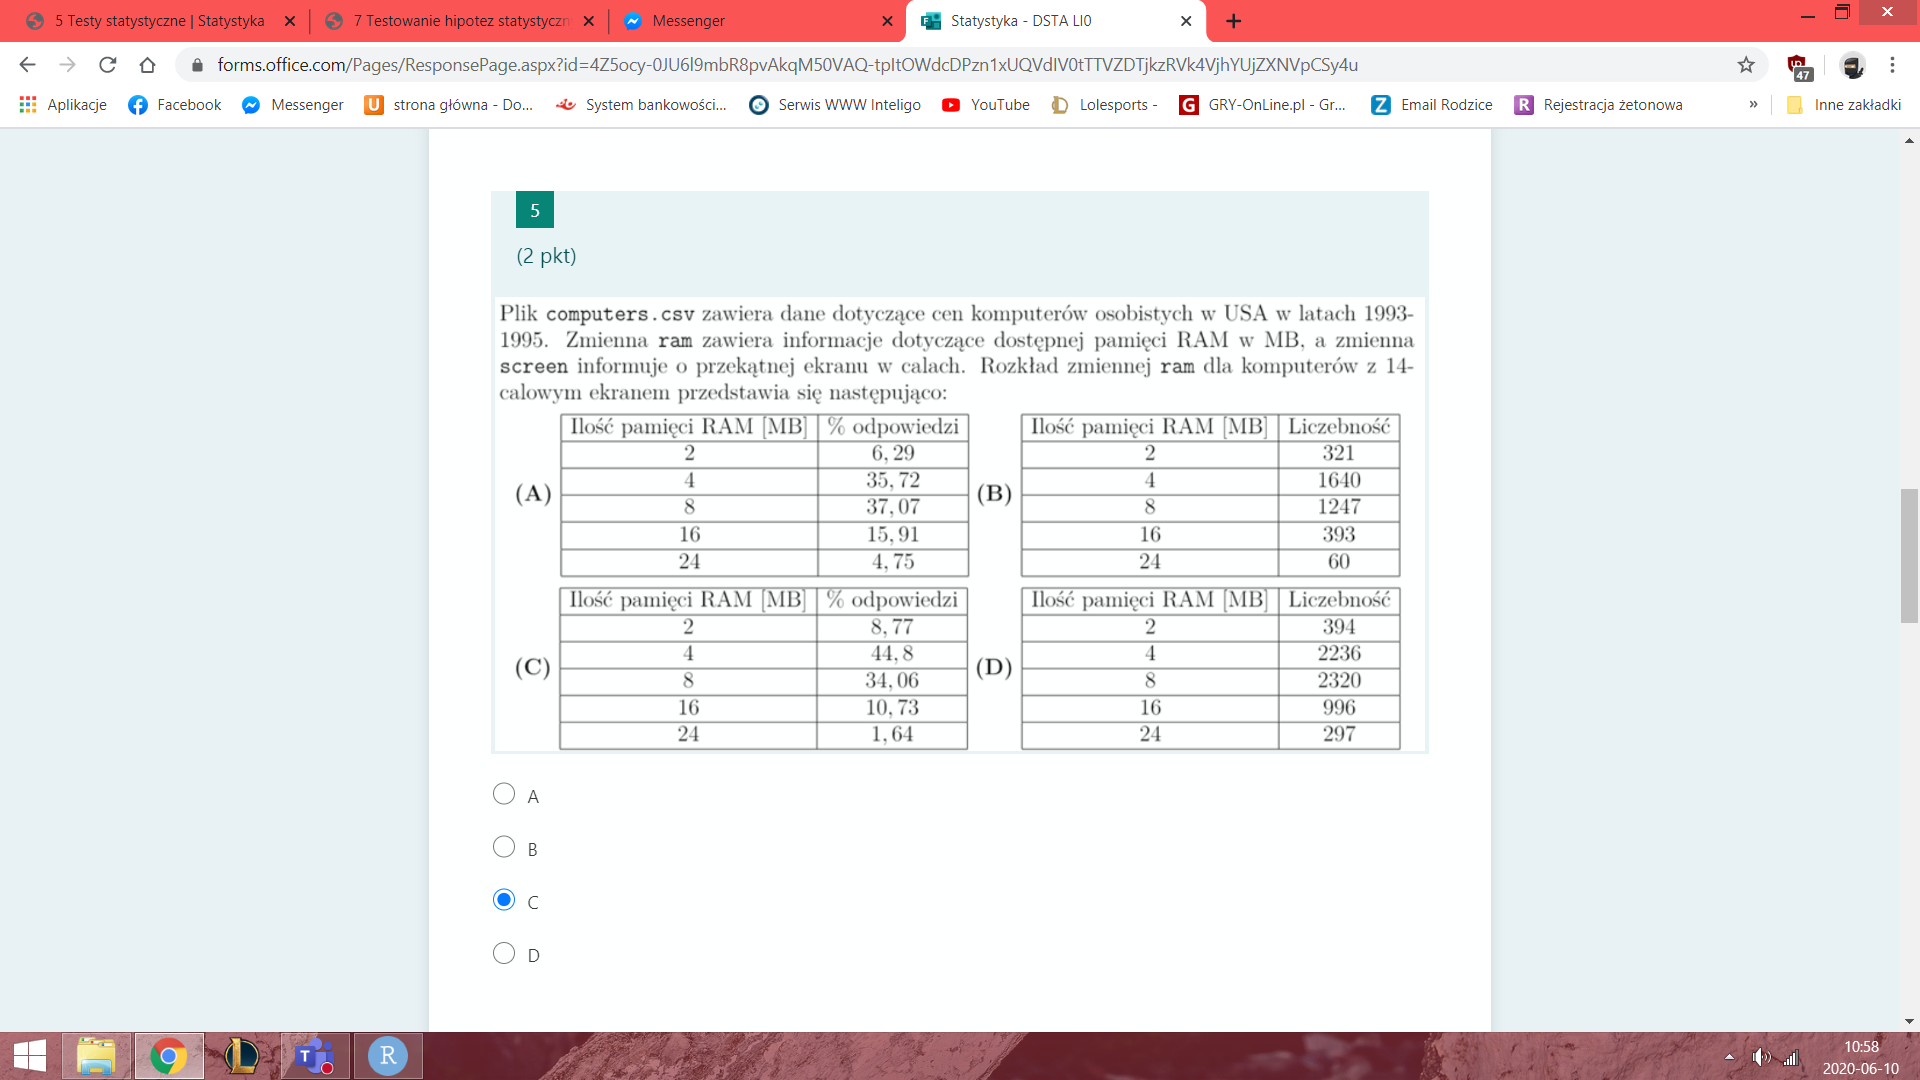 5 Testy statystyczne | Statystyka
7 Testowanie hipotez statystyczn
Messenger
Statystyka - DSTA LI0
forms.office.com/Pages/ResponsePage.aspx?id=4Z5ocy-0JU6l9mbR8pvAkqM50VAQ-tpItOWdcDPzn1xUQVdIV0tTTVZDTjkzRVk4VjhYUjZXNVpCSy4u
47
Aplikacje
Facebook
Messenger
U strona główna - Do...
System bankowości...
Serwis WWW Inteligo
YouTube
Lolesports -
G GRY-OnLine.pl - Gr...
Z Email Rodzice
R Rejestracja żetonowa
»
Inne zakładki
5
(2 pkt)
Plik computers.csv zawiera dane dotyczące cen komputerów osobistych w USA w latach 1993-
1995. Zmienna ram zawiera informacje dotyczące dostępnej pamięci RAM w MB, a zmienna
screen informuje o przekątnej ekranu w calach. Rozkład zmiennej ram dla komputerów z 14-
calowym ekranem przedstawia się następująco:
(A)
Ilość pamięci RAM [MB] % odpowiedzi
2 6, 29
4 35, 72
8 37, 07
16 15, 91
24 4, 75
(B)
Ilość pamięci RAM [MB] Liczebność
2 321
4 1640
8 1247
16 393
24 60
(C)
Ilość pamięci RAM [MB] % odpowiedzi
2 8, 77
4 44, 8
8 34, 06
16 10, 73
24 1, 64
(D)
Ilość pamięci RAM [MB] Liczebność
2 394
4 2236
8 2320
16 996
24 297
A
B
C
D
T
R
10:58
2020-06-10